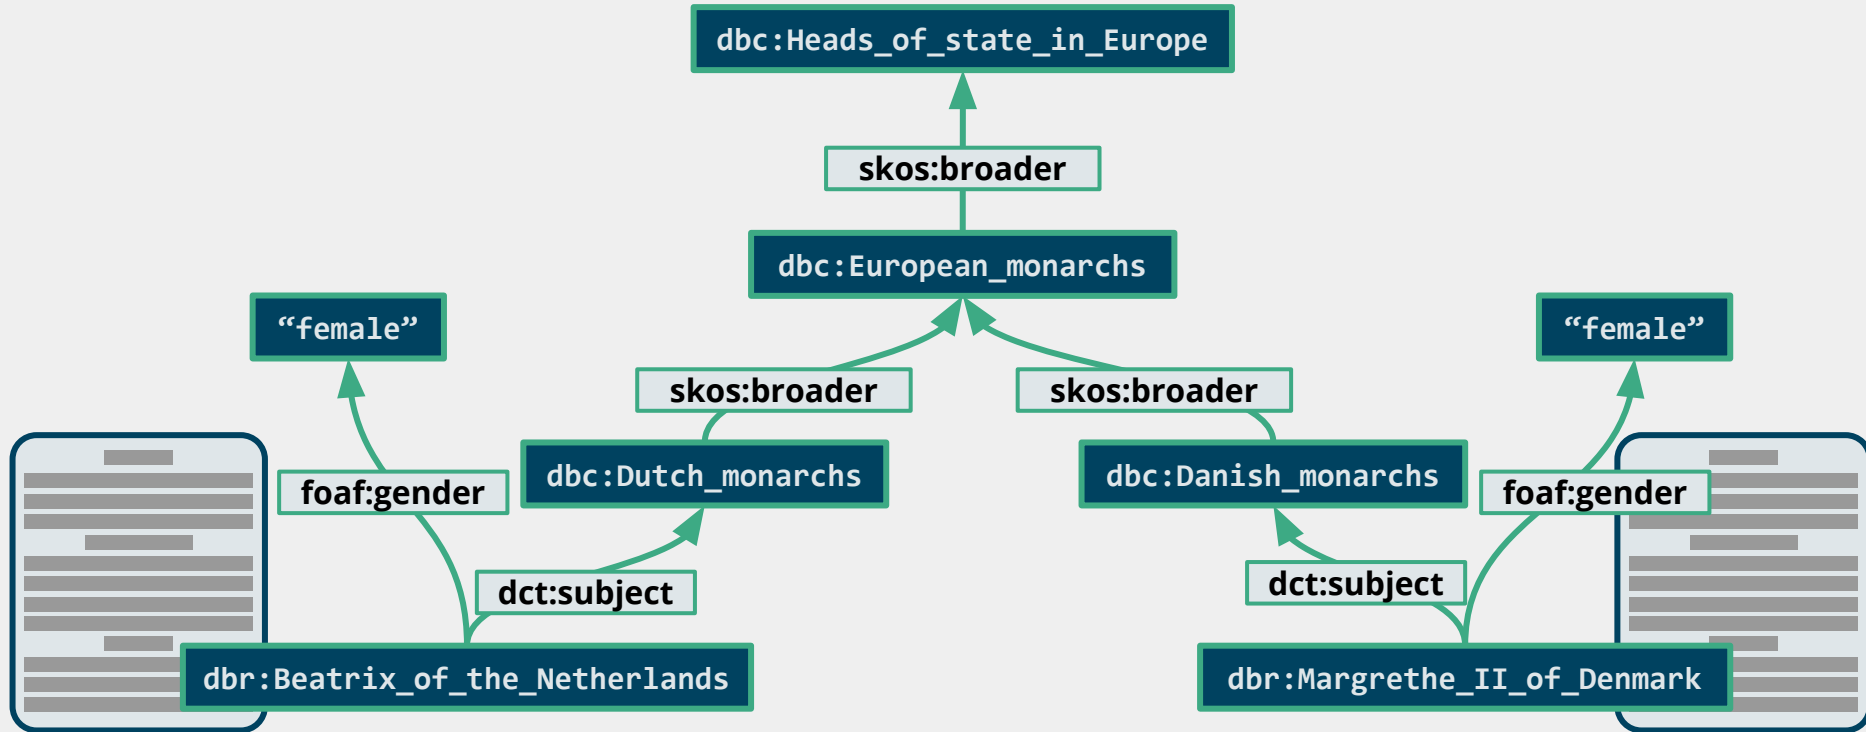 dbc:Heads_of_state_in_Europe
skos:broader
dbc:European_monarchs
“female”
“female”
skos:broader
skos:broader
dbc:Dutch_monarchs
dbc:Danish_monarchs
foaf:gender
foaf:gender
dct:subject
dct:subject
dbr:Beatrix_of_the_Netherlands
dbr:Margrethe_II_of_Denmark